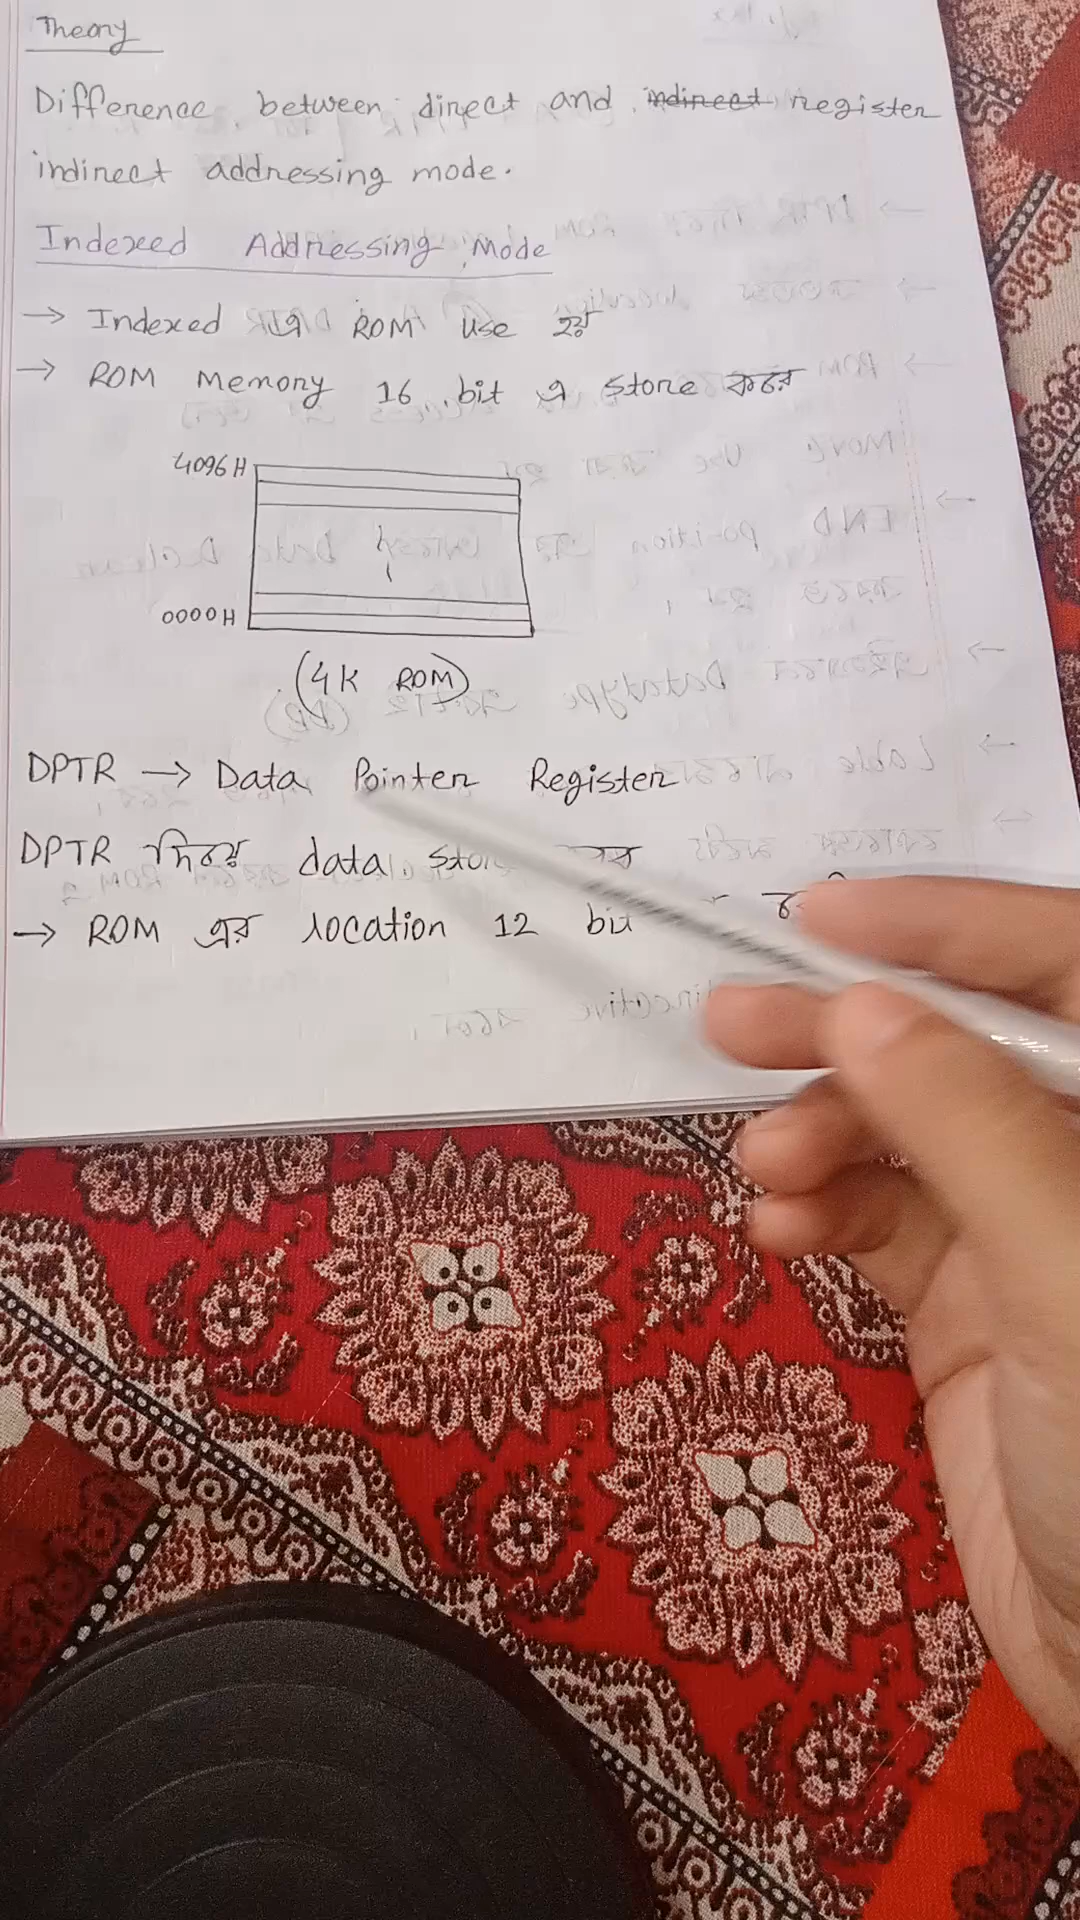 Theory
Difference between direct and indirect register
indirect addressing mode.
Indexed Addressing Mode
→ Indexed এ ROM use হয়
→ ROM memory 16 bit এ store করে
4096 H
0000 H
(4K ROM)
DPTR → Data Pointer Register
DPTR দিয়ে data
→ ROM এর location 12 bit